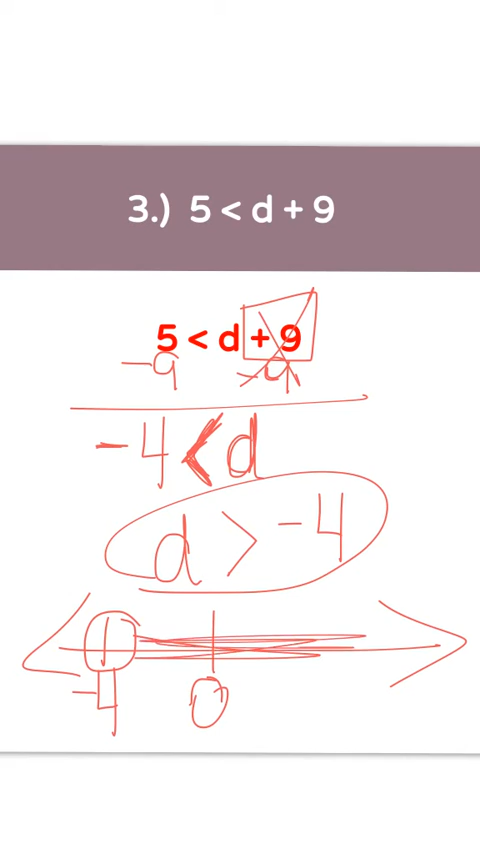 3.) 5 < d + 9
5 < d + 9
-9 -9
-4 < d
d > -4
-4 0